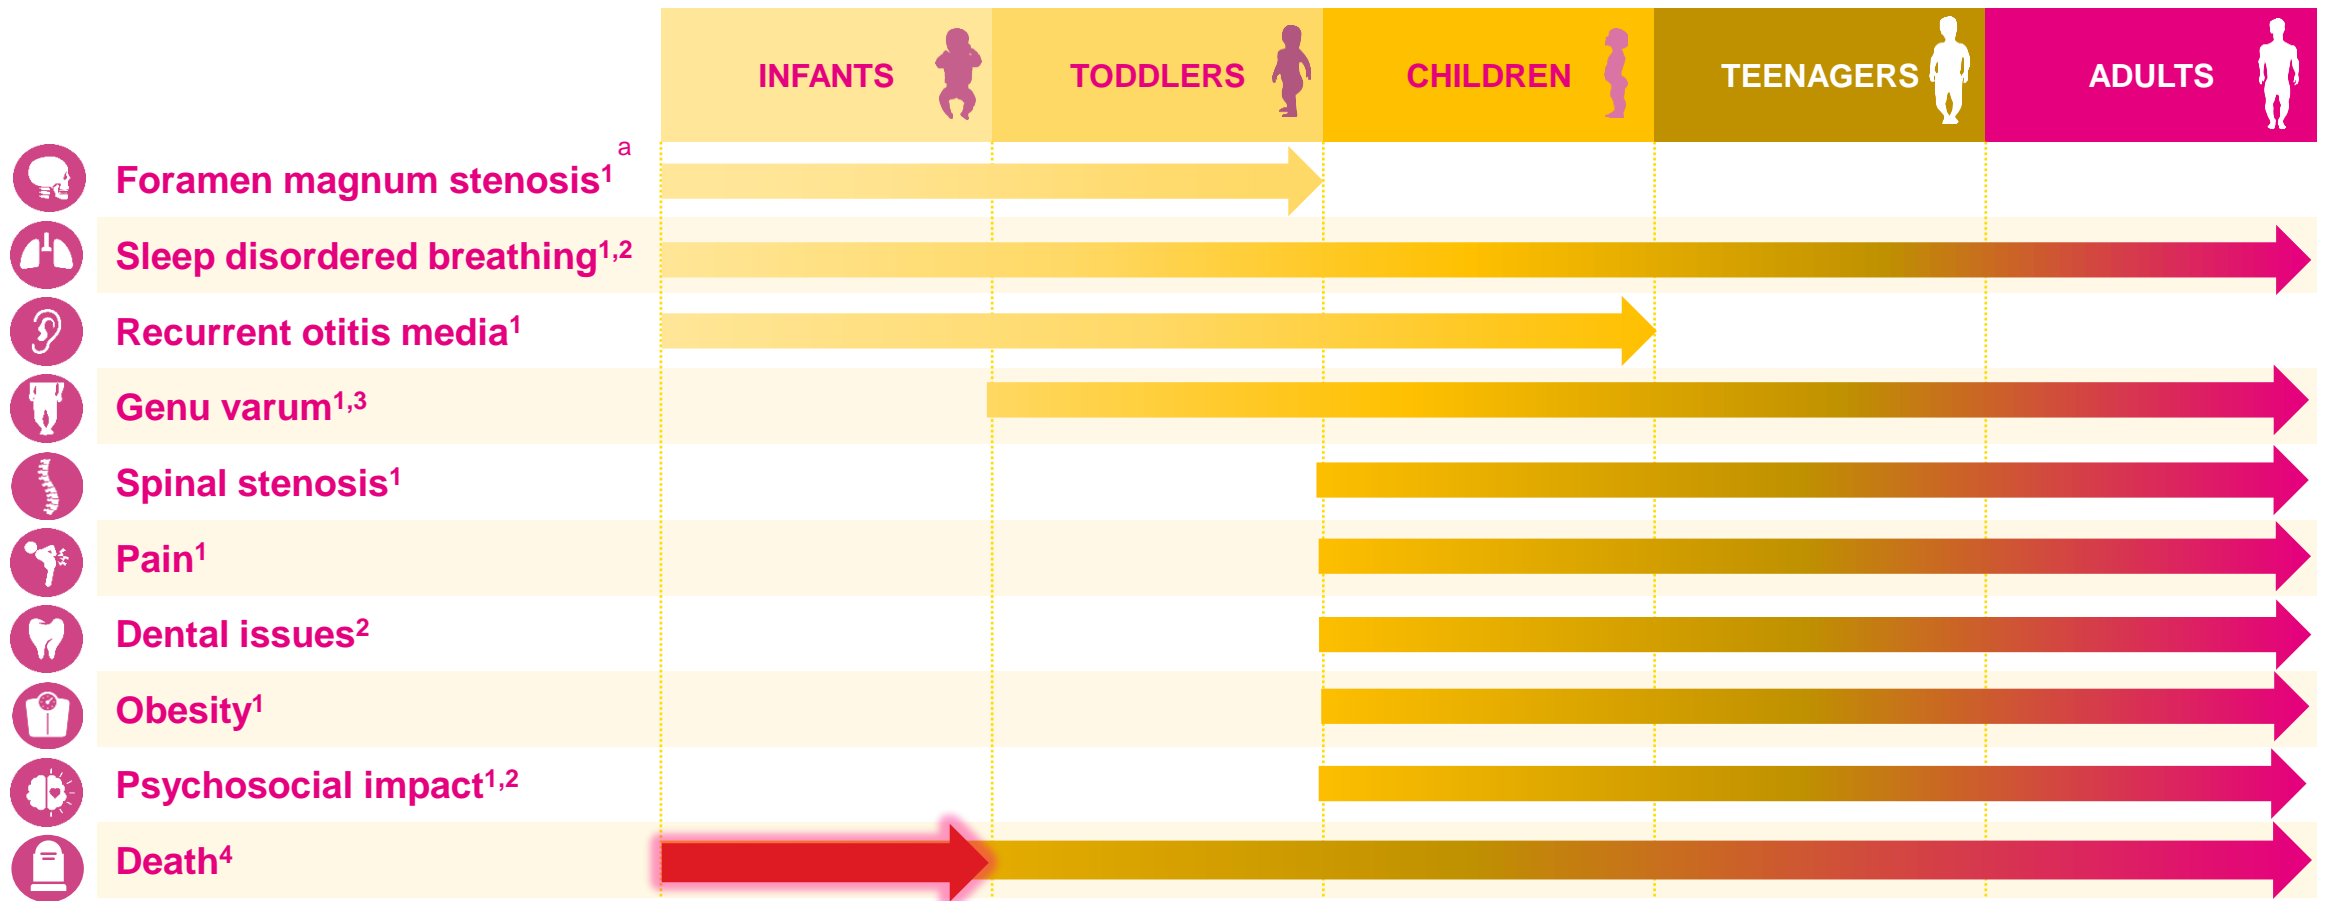 INFANTS TODDLERS CHILDREN TEENAGERS ADULTS
Foramen magnum stenosis¹ ᵃ
Sleep disordered breathing¹,²
Recurrent otitis media¹
Genu varum¹,³
Spinal stenosis¹
Pain¹
Dental issues²
Obesity¹
Psychosocial impact¹,²
Death⁴